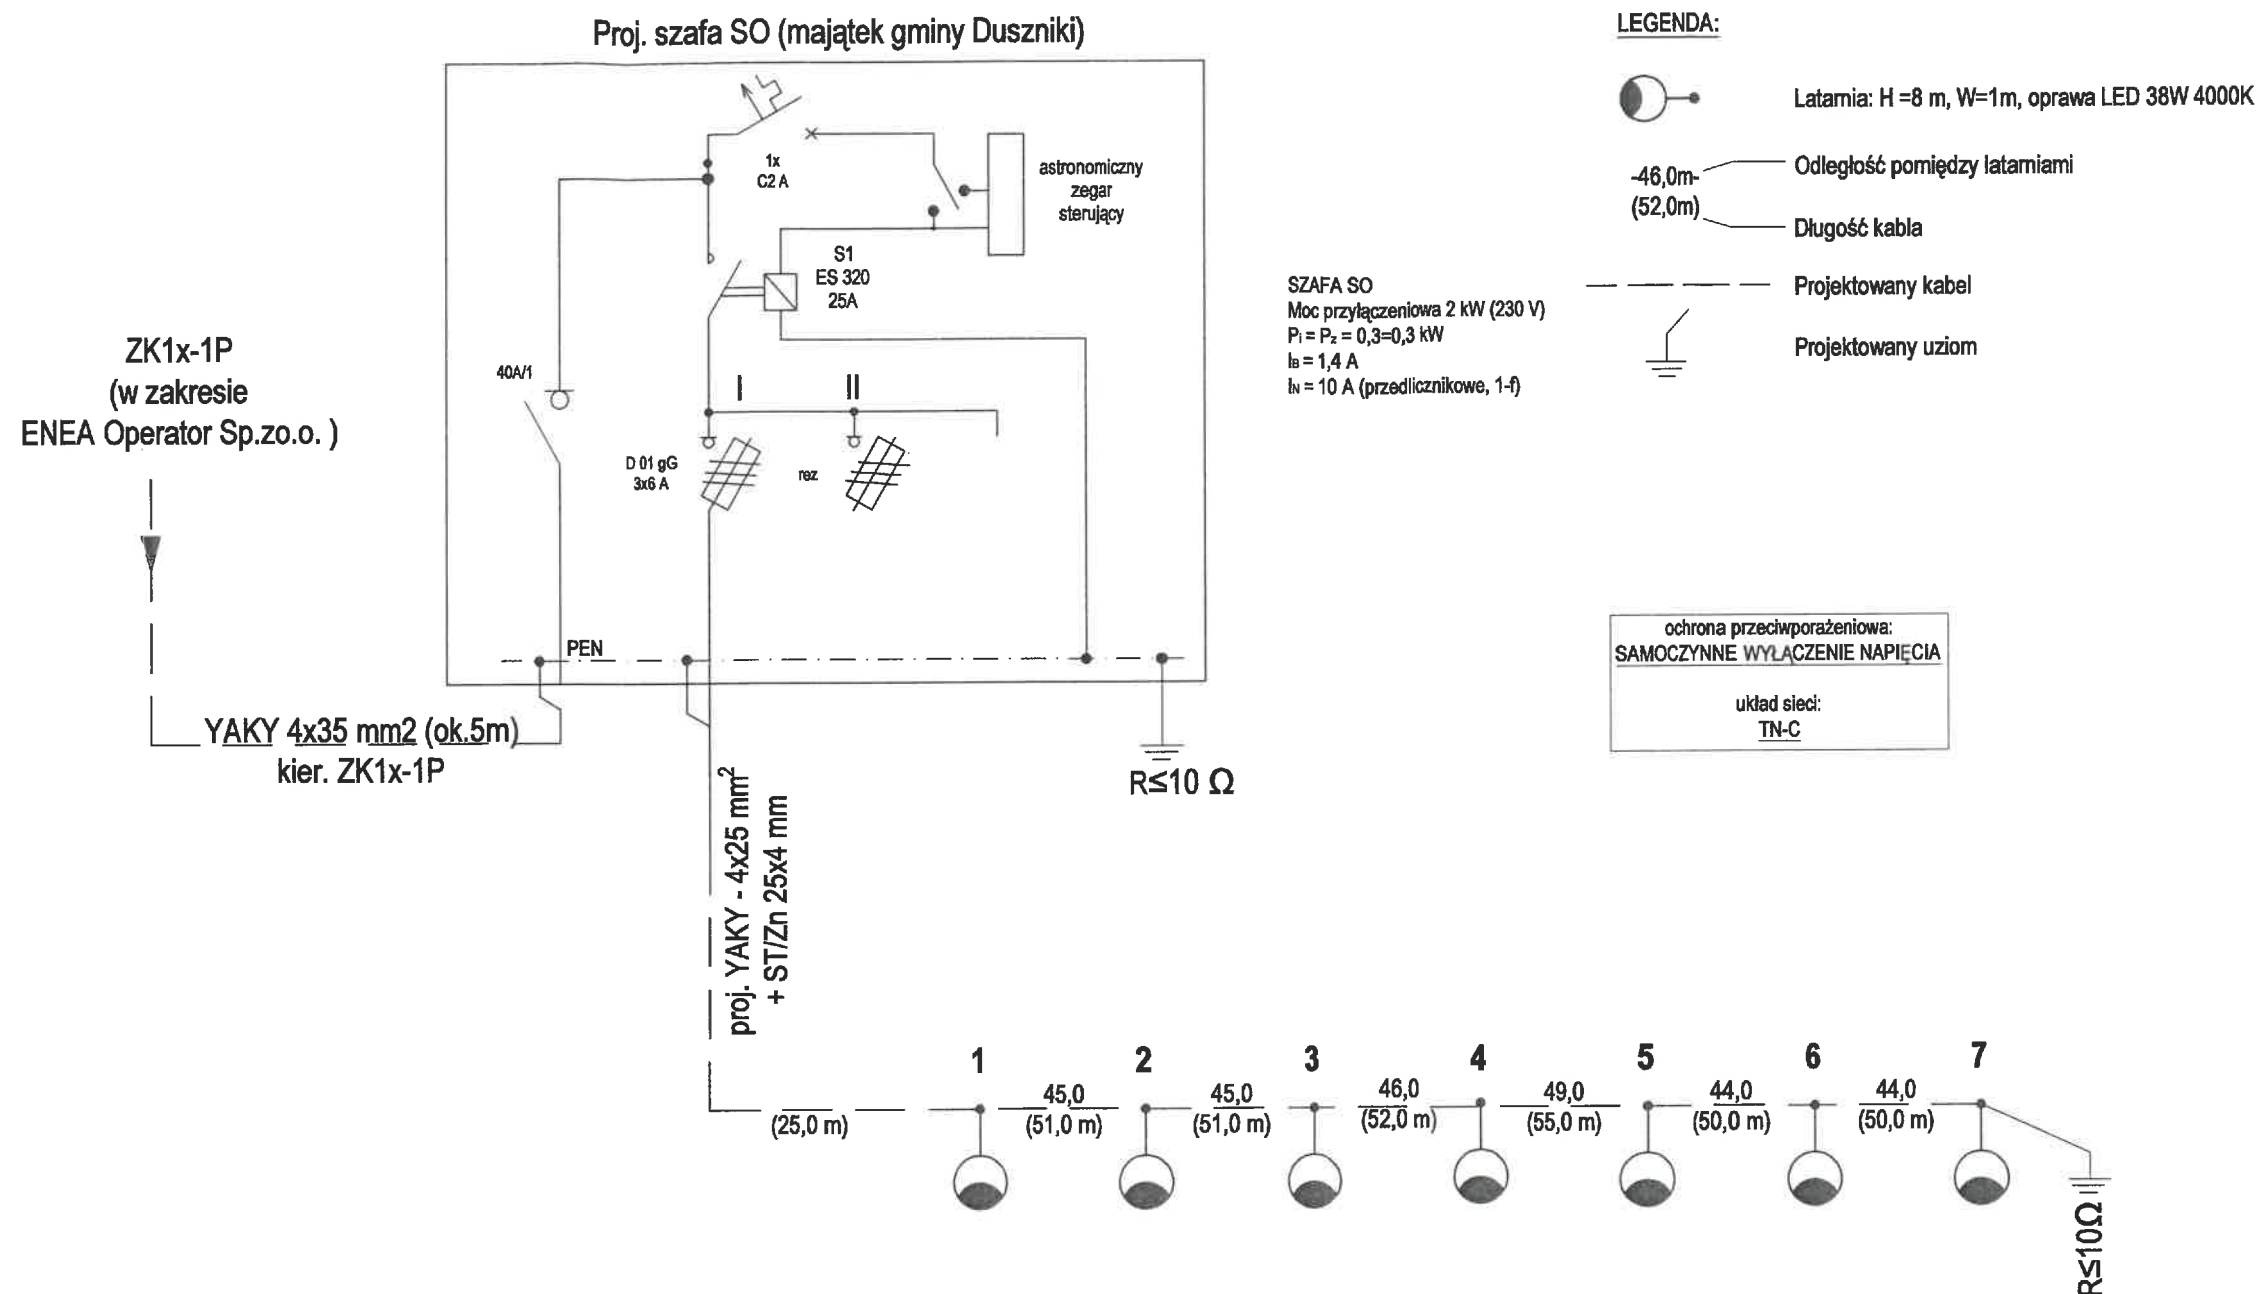 Proj. szafa SO (majątek gminy Duszniki)
1x
C2 A
astronomiczny
zegar
sterujący
S1
ES 320
25A
40A/1
I
II
D 01 gG
3x6 A
rez
PEN
ZK1x-1P
(w zakresie
ENEA Operator Sp.zo.o. )
YAKY 4x35 mm2 (ok.5m)
kier. ZK1x-1P
R≤10 Ω
proj. YAKY - 4x25 mm²
+ ST/Zn 25x4 mm
SZAFA SO
Moc przyłączeniowa 2 kW (230 V)
Pi = Pz = 0,3=0,3 kW
IB = 1,4 A
IN = 10 A (przedlicznikowe, 1-f)
LEGENDA:
Latarnia: H =8 m, W=1m, oprawa LED 38W 4000K
-46,0m-
(52,0m)
Odległość pomiędzy latarniami
Długość kabla
Projektowany kabel
Projektowany uziom
ochrona przeciwporażeniowa:
SAMOCZYNNE WYŁĄCZENIE NAPIĘCIA
układ sieci:
TN-C
1 2 3 4 5 6 7
45,0 45,0 46,0 49,0 44,0 44,0
(25,0 m) (51,0 m) (51,0 m) (52,0 m) (55,0 m) (50,0 m) (50,0 m)
R≤10Ω